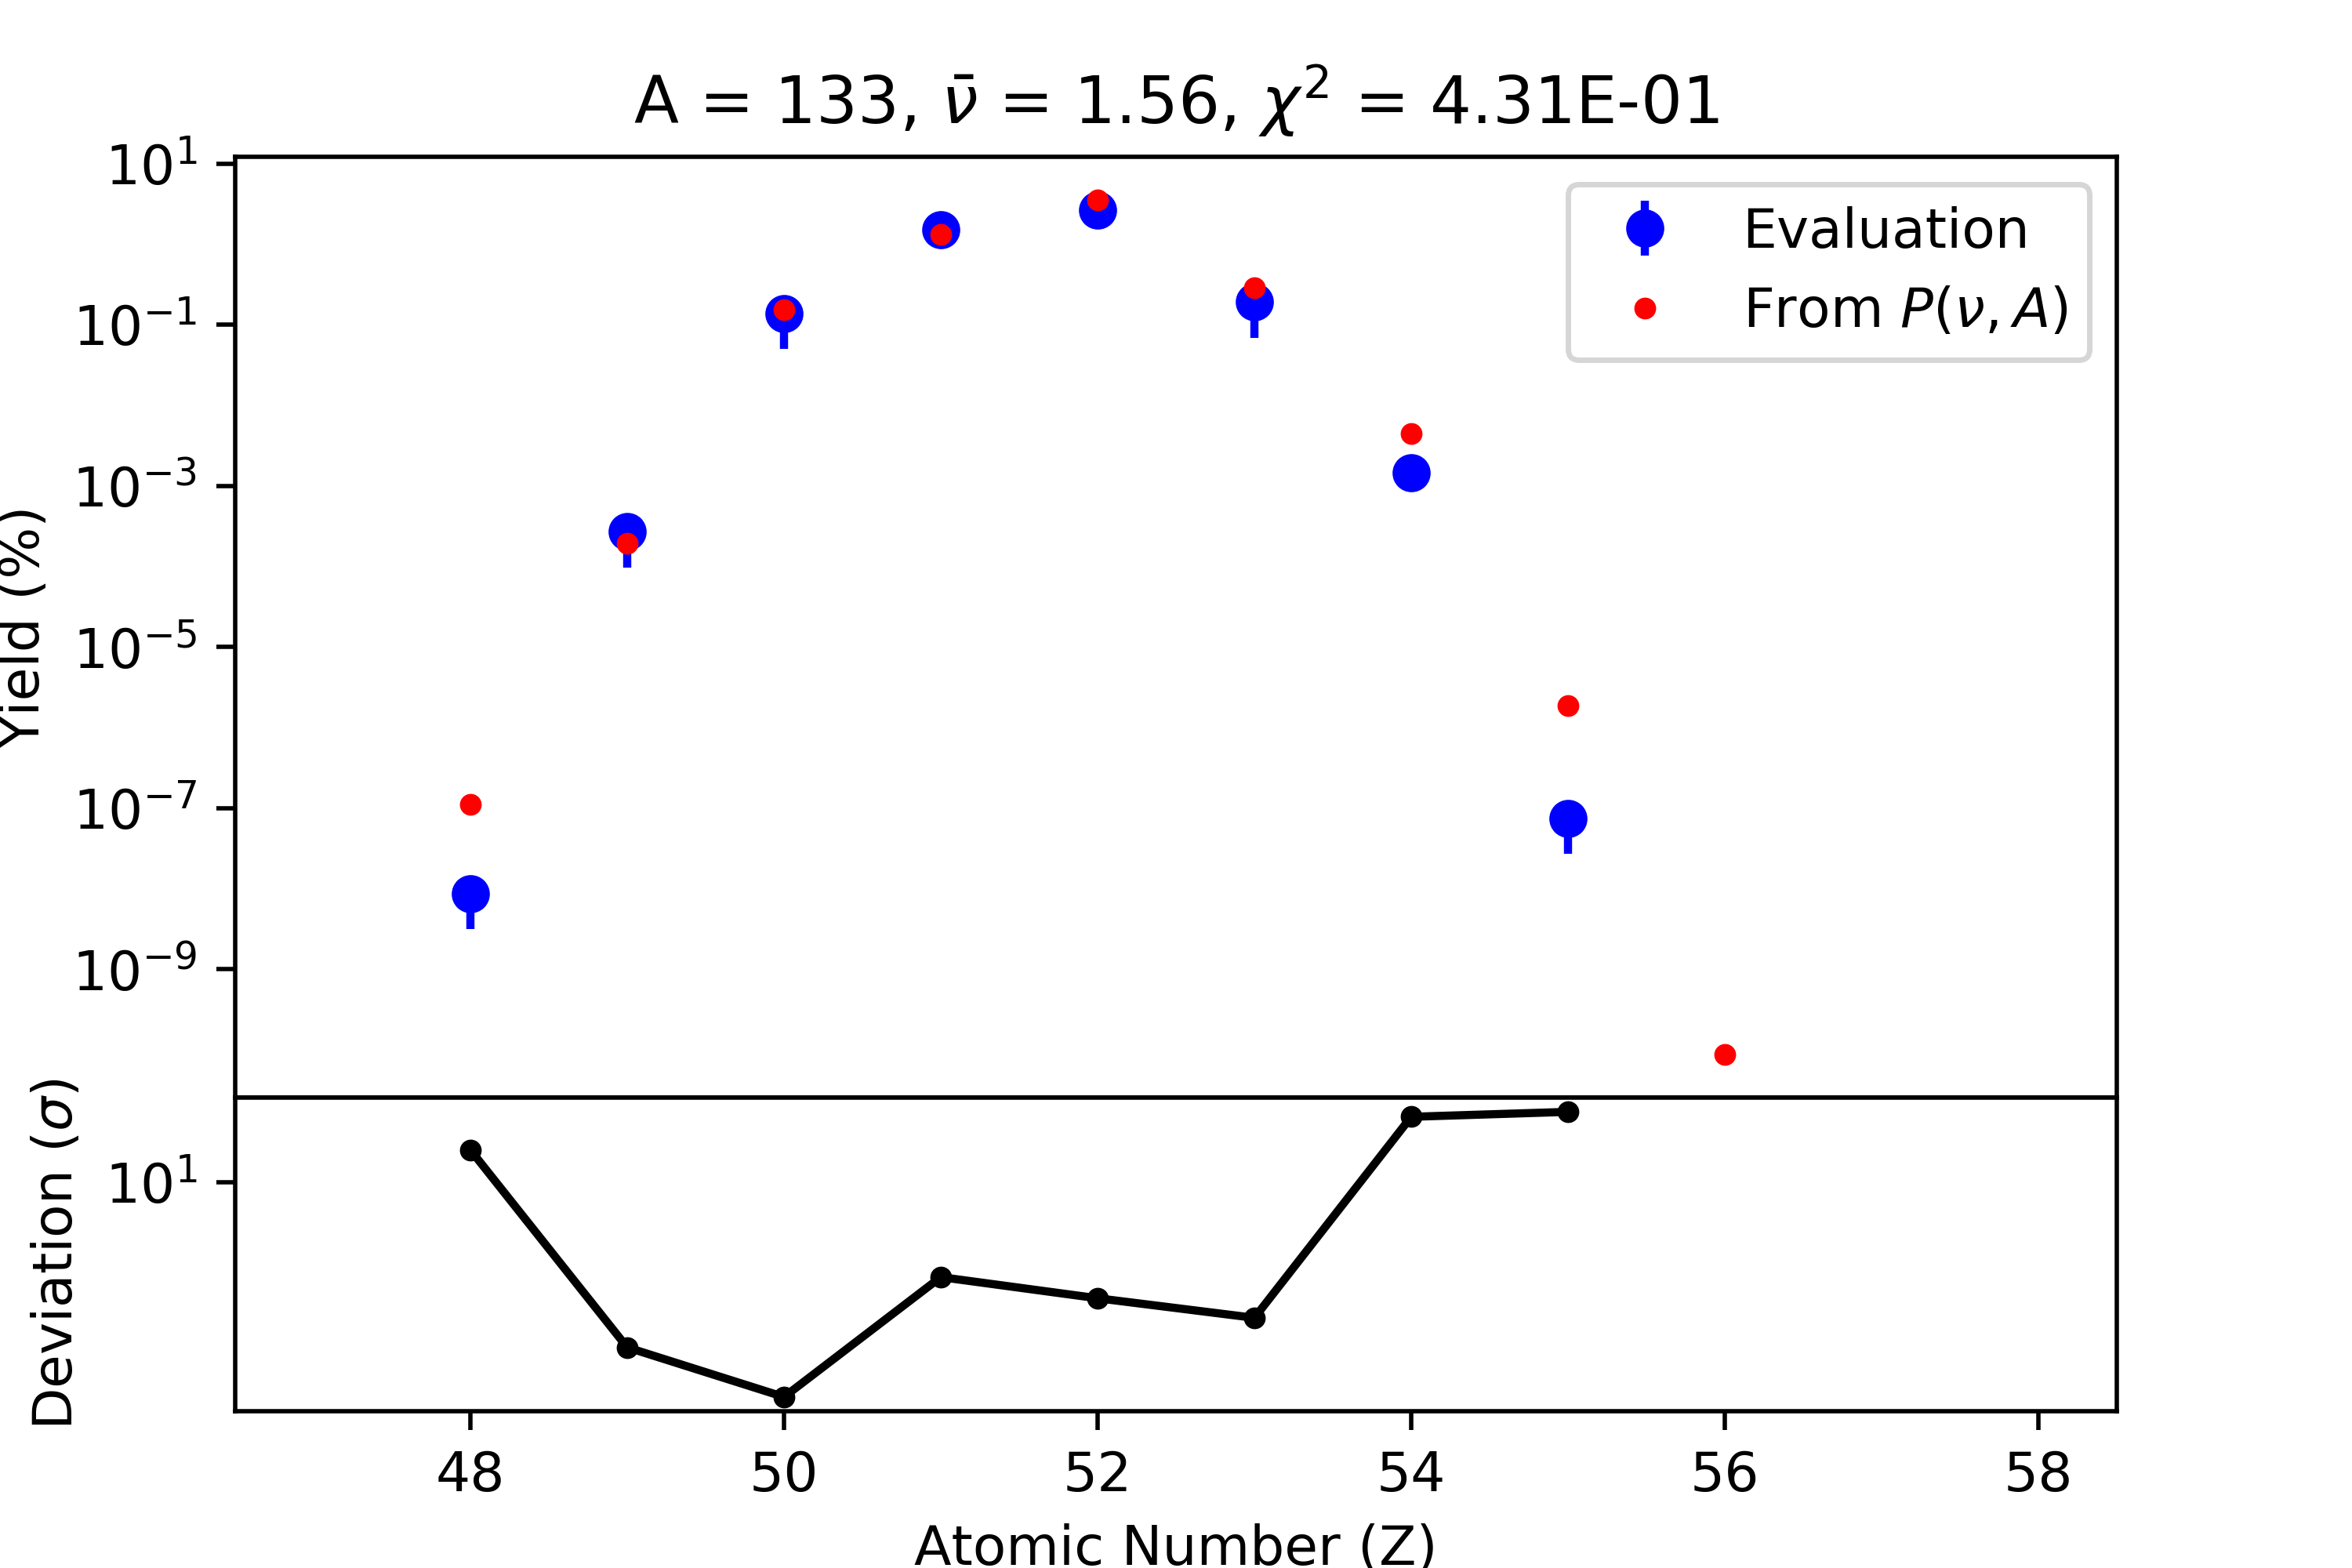 A = 133, ν̄ = 1.56, χ² = 4.31E-01
Yield (%)
10¹
10⁻¹
10⁻³
10⁻⁵
10⁻⁷
10⁻⁹
Evaluation
From P(ν, A)
Deviation (σ)
10¹
48 50 52 54 56 58
Atomic Number (Z)